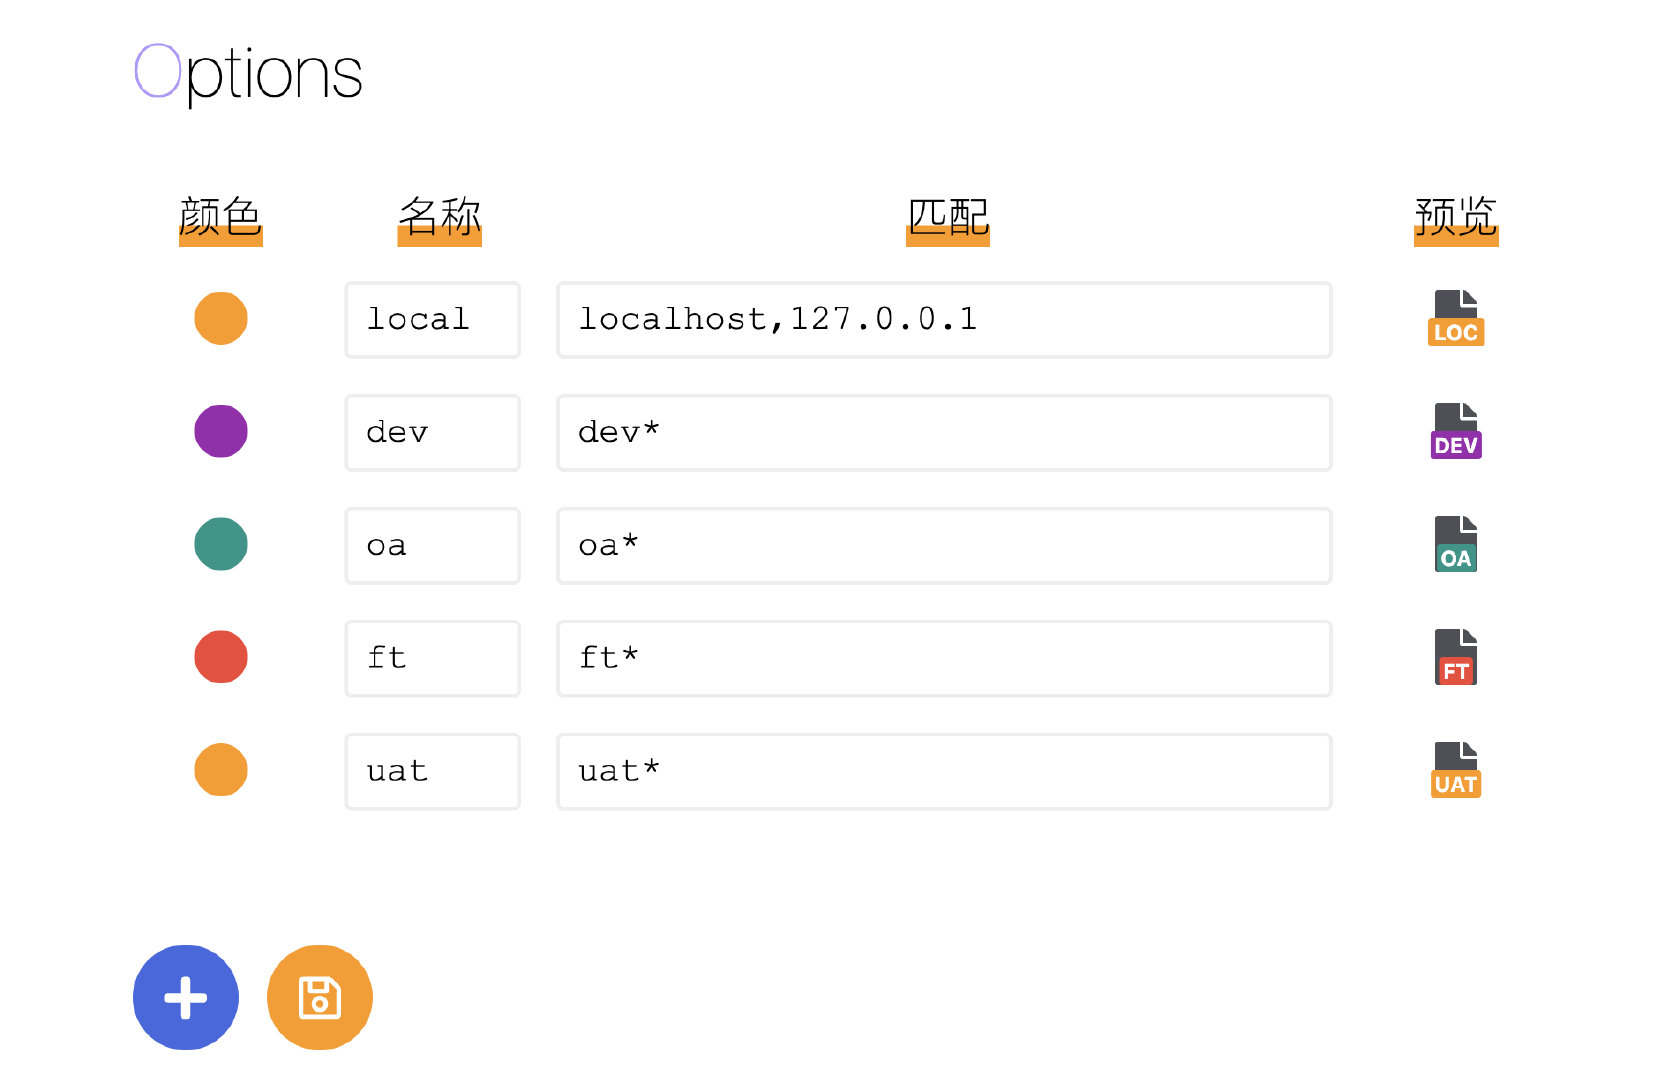 Options
颜色 名称 匹配 预览
local localhost,127.0.0.1 LOC
dev dev* DEV
oa oa* OA
ft ft* FT
uat uat* UAT